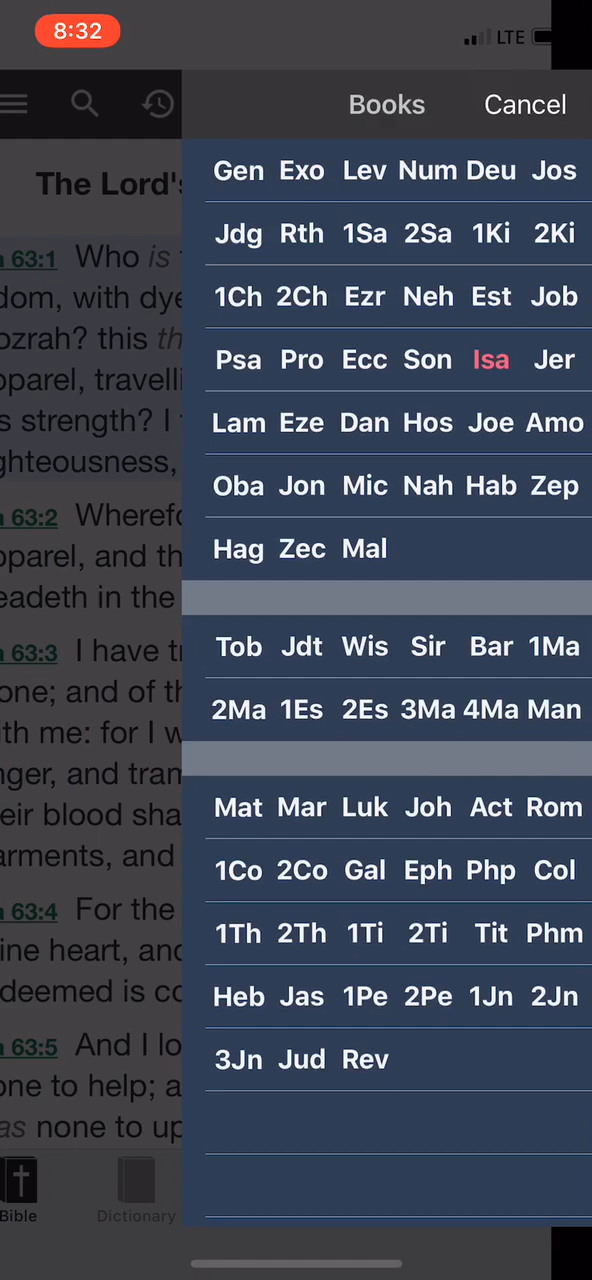 8:32
LTE
Books Cancel
The Lord's
63:1 Who is
dom, with dye
ozrah? this th
pparel, travelli
s strength? I
ghteousness,
63:2 Wherefo
pparel, and th
eadeth in the
63:3 I have tr
one; and of th
ith me: for I w
nger, and tram
eir blood sha
arments, and
63:4 For the
ine heart, and
deemed is co
63:5 And I lo
one to help; a
as none to up
Bible Dictionary
Gen Exo Lev Num Deu Jos
Jdg Rth 1Sa 2Sa 1Ki 2Ki
1Ch 2Ch Ezr Neh Est Job
Psa Pro Ecc Son Isa Jer
Lam Eze Dan Hos Joe Amo
Oba Jon Mic Nah Hab Zep
Hag Zec Mal
Tob Jdt Wis Sir Bar 1Ma
2Ma 1Es 2Es 3Ma 4Ma Man
Mat Mar Luk Joh Act Rom
1Co 2Co Gal Eph Php Col
1Th 2Th 1Ti 2Ti Tit Phm
Heb Jas 1Pe 2Pe 1Jn 2Jn
3Jn Jud Rev